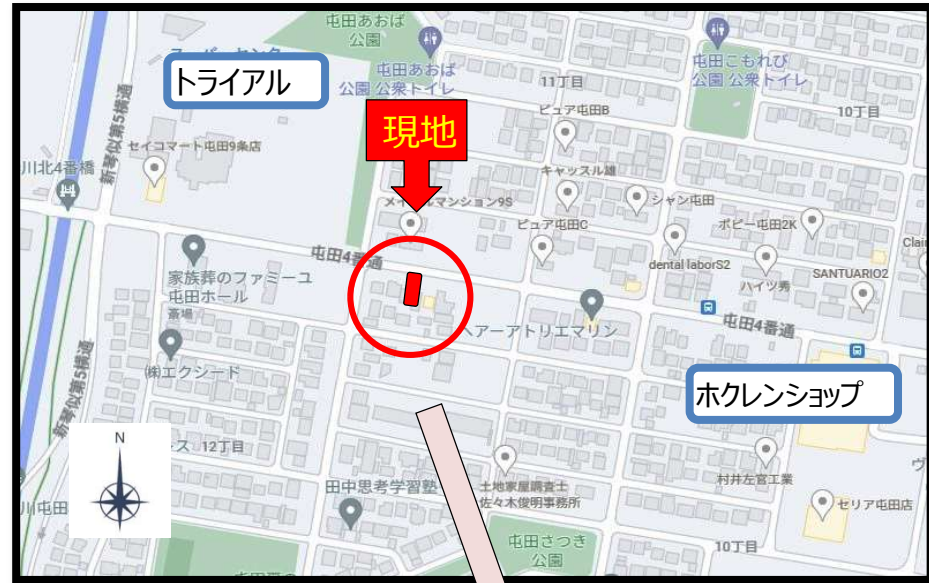 屯田あおば
公園
トライアル
屯田あおば
公園 公衆トイレ
11丁目
屯田こもれび
公園 公衆トイレ
10丁目
ピュア屯田B
現地
新琴似第5横通
セイコマート屯田9条店
川北4番橋
キャッスル雄
シャン屯田
ピュア屯田C
ポピー屯田2K
屯田4番通
dental laborS2
SANTUARIO2
ハイツ秀
家族葬のファミーユ
屯田ホール
斎場
ヘアーアトリエマリン
屯田4番通
㈱エクシード
ホクレンショップ
新琴似第5横通
N
12丁目
田中思考学習塾
土地家屋調査士
佐々木俊明事務所
村井左官工業
セリア屯田店
屯田さつき
公園
10丁目